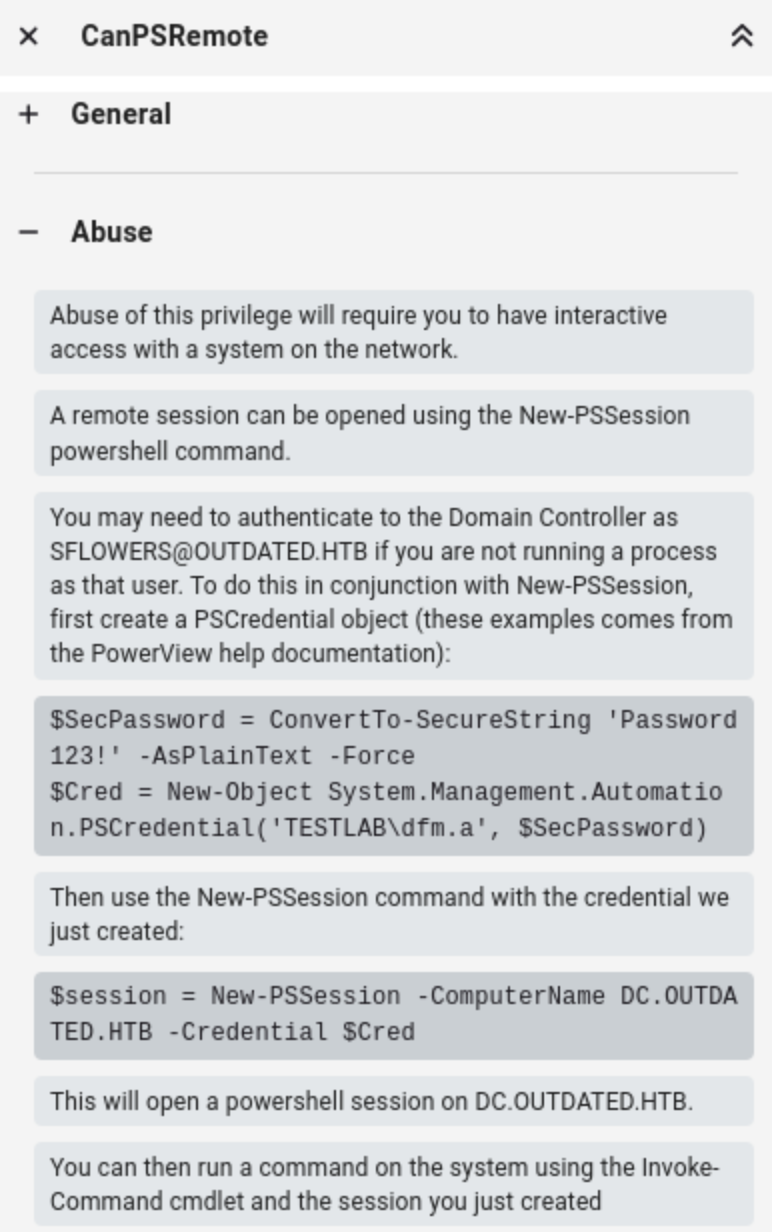 CanPSRemote
General
Abuse
Abuse of this privilege will require you to have interactive
access with a system on the network.
A remote session can be opened using the New-PSSession
powershell command.
You may need to authenticate to the Domain Controller as
SFLOWERS@OUTDATED.HTB if you are not running a process
as that user. To do this in conjunction with New-PSSession,
first create a PSCredential object (these examples comes from
the PowerView help documentation):
$SecPassword = ConvertTo-SecureString 'Password
123!' -AsPlainText -Force
$Cred = New-Object System.Management.Automatio
n.PSCredential('TESTLAB\dfm.a', $SecPassword)
Then use the New-PSSession command with the credential we
just created:
$session = New-PSSession -ComputerName DC.OUTDA
TED.HTB -Credential $Cred
This will open a powershell session on DC.OUTDATED.HTB.
You can then run a command on the system using the Invoke-
Command cmdlet and the session you just created